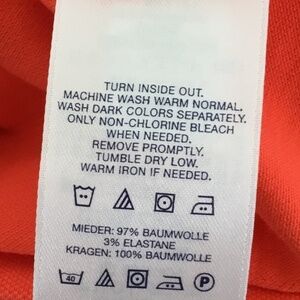 TURN INSIDE OUT.
MACHINE WASH WARM NORMAL.
WASH DARK COLORS SEPARATELY.
ONLY NON-CHLORINE BLEACH
WHEN NEEDED.
REMOVE PROMPTLY.
TUMBLE DRY LOW.
WARM IRON IF NEEDED.
MIEDER: 97% BAUMWOLLE
3% ELASTANE
KRAGEN: 100% BAUMWOLLE
40 P